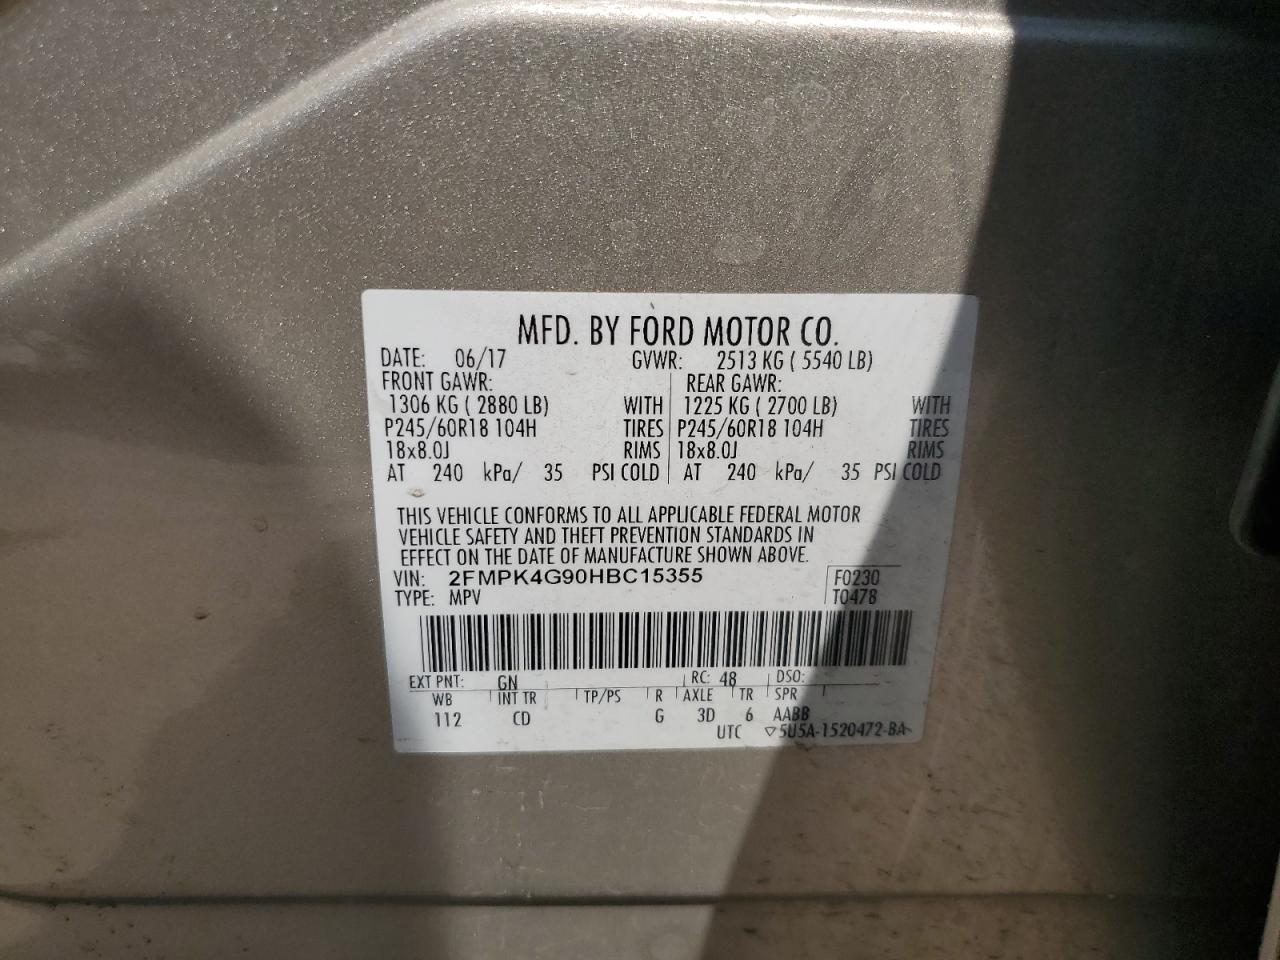 MFD. BY FORD MOTOR CO.
DATE: 06/17 GVWR: 2513 KG ( 5540 LB)
FRONT GAWR: REAR GAWR:
1306 KG ( 2880 LB) WITH 1225 KG ( 2700 LB) WITH
P245/60R18 104H TIRES P245/60R18 104H TIRES
18x8.0J RIMS 18x8.0J RIMS
AT 240 kPa/ 35 PSI COLD AT 240 kPa/ 35 PSI COLD
THIS VEHICLE CONFORMS TO ALL APPLICABLE FEDERAL MOTOR
VEHICLE SAFETY AND THEFT PREVENTION STANDARDS IN
EFFECT ON THE DATE OF MANUFACTURE SHOWN ABOVE.
VIN: 2FMPK4G90HBC15355 F0230
TYPE: MPV T0478
EXT PNT: GN RC: 48 DSO:
WB INT TR TP/PS R AXLE TR SPR
112 CD G 3D 6 AABB
UTC ▽5U5A-1520472-BA